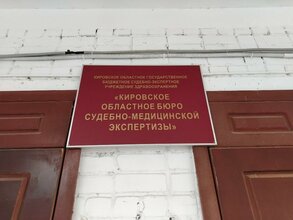 КИРОВСКОЕ ОБЛАСТНОЕ ГОСУДАРСТВЕННОЕ
БЮДЖЕТНОЕ СУДЕБНО-ЭКСПЕРТНОЕ
УЧРЕЖДЕНИЕ ЗДРАВООХРАНЕНИЯ
«КИРОВСКОЕ
ОБЛАСТНОЕ БЮРО
СУДЕБНО-МЕДИЦИНСКОЙ
ЭКСПЕРТИЗЫ»